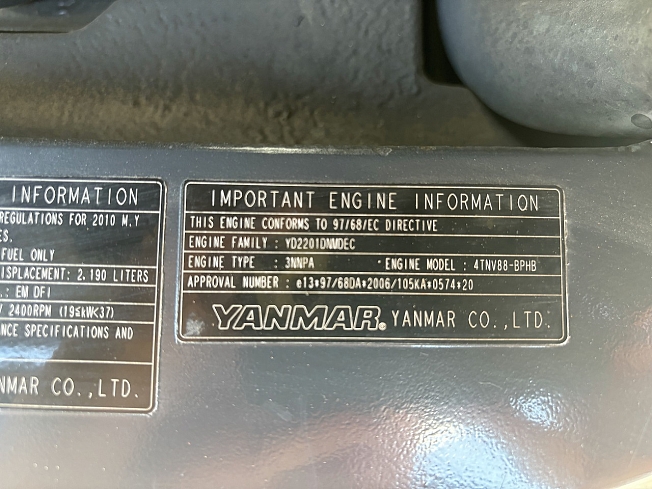 INFORMATION
REGULATIONS FOR 2010 M.Y
ES.
FUEL ONLY
DISPLACEMENT: 2.190 LITERS
: EM DFI
/ 2400RPM (19≤kW<37)
NCE SPECIFICATIONS AND
NMAR CO.,LTD.
IMPORTANT ENGINE INFORMATION
THIS ENGINE CONFORMS TO 97/68/EC DIRECTIVE
ENGINE FAMILY : YD2201DNWDEC
ENGINE TYPE : 3NNPA ENGINE MODEL : 4TNV88-BPHB
APPROVAL NUMBER : e13*97/68DA*2006/105KA*0574*20
YANMAR® YANMAR CO.,LTD.